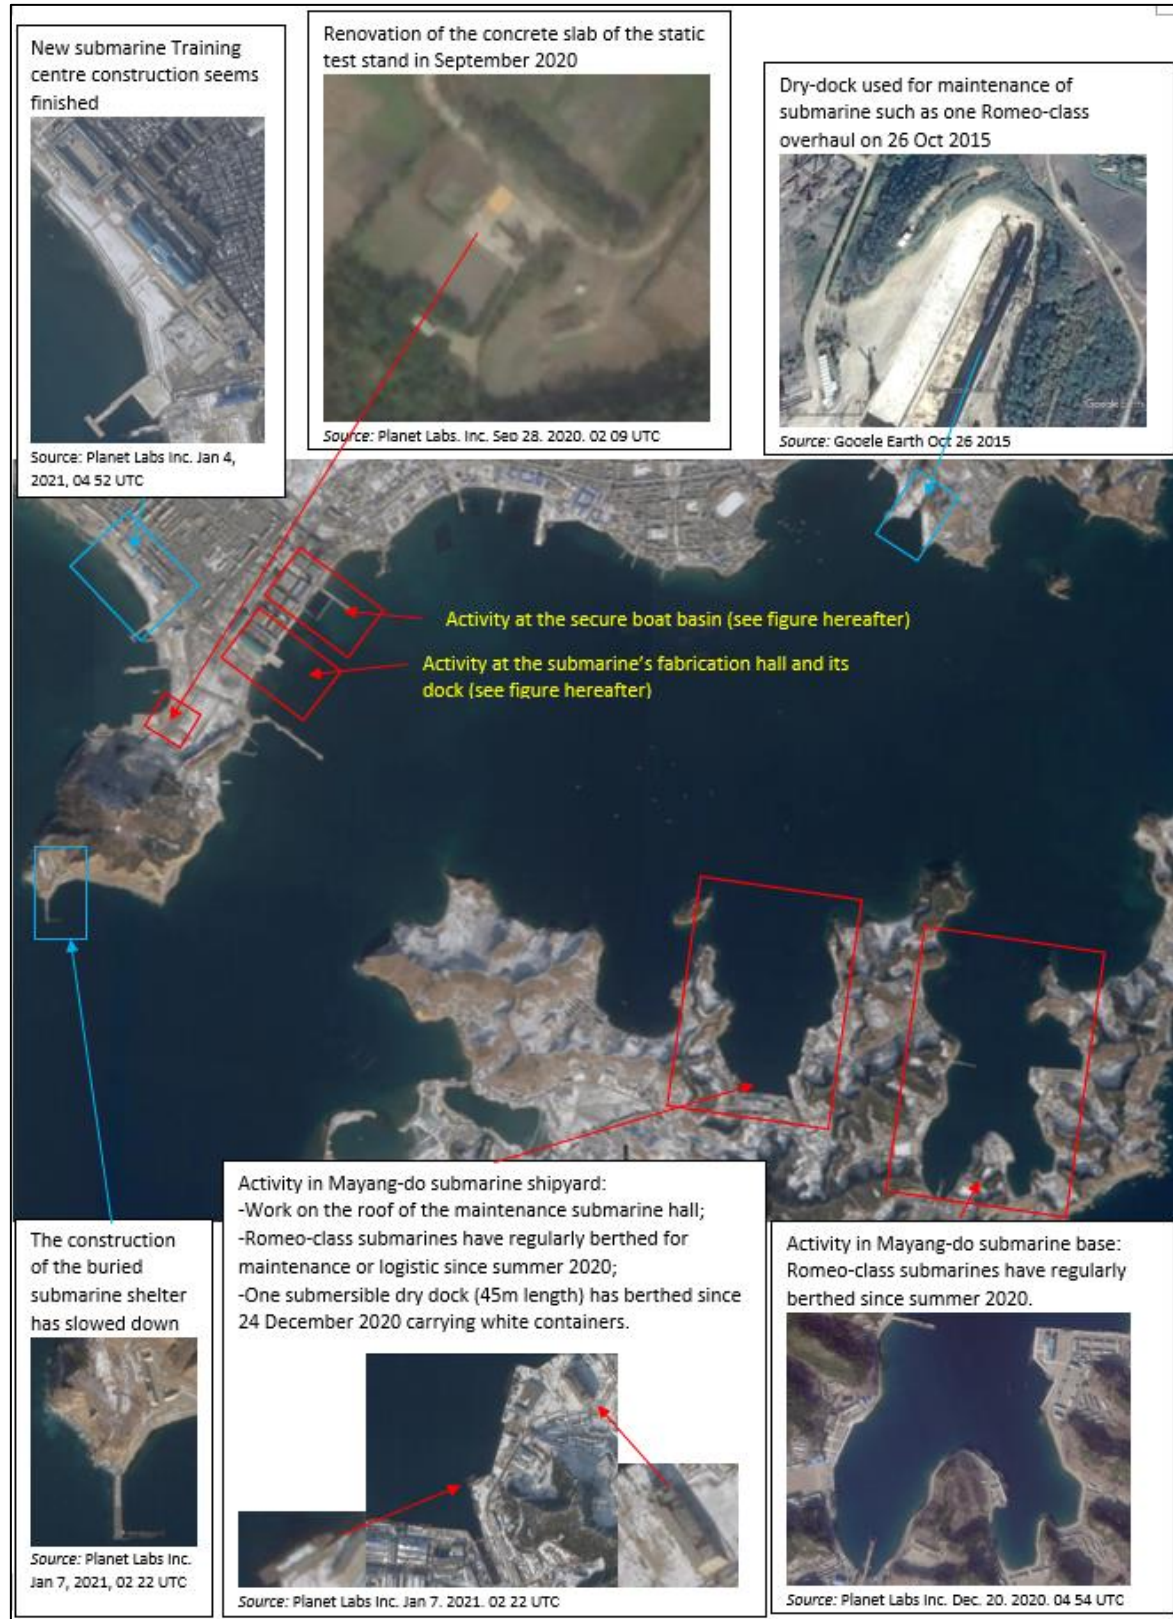 New submarine Training
centre construction seems
finished
Source: Planet Labs Inc. Jan 4,
2021, 04 52 UTC
Renovation of the concrete slab of the static
test stand in September 2020
Source: Planet Labs. Inc. Sep 28. 2020. 02 09 UTC
Dry-dock used for maintenance of
submarine such as one Romeo-class
overhaul on 26 Oct 2015
Google Earth
Source: Gooele Earth Oct 26 2015
Activity at the secure boat basin (see figure hereafter)
Activity at the submarine's fabrication hall and its
dock (see figure hereafter)
The construction
of the buried
submarine shelter
has slowed down
Source: Planet Labs Inc.
Jan 7, 2021, 02 22 UTC
Activity in Mayang-do submarine shipyard:
-Work on the roof of the maintenance submarine hall;
-Romeo-class submarines have regularly berthed for
maintenance or logistic since summer 2020;
-One submersible dry dock (45m length) has berthed since
24 December 2020 carrying white containers.
Source: Planet Labs Inc. Jan 7. 2021. 02 22 UTC
Activity in Mayang-do submarine base:
Romeo-class submarines have regularly
berthed since summer 2020.
Source: Planet Labs Inc. Dec. 20. 2020. 04 54 UTC